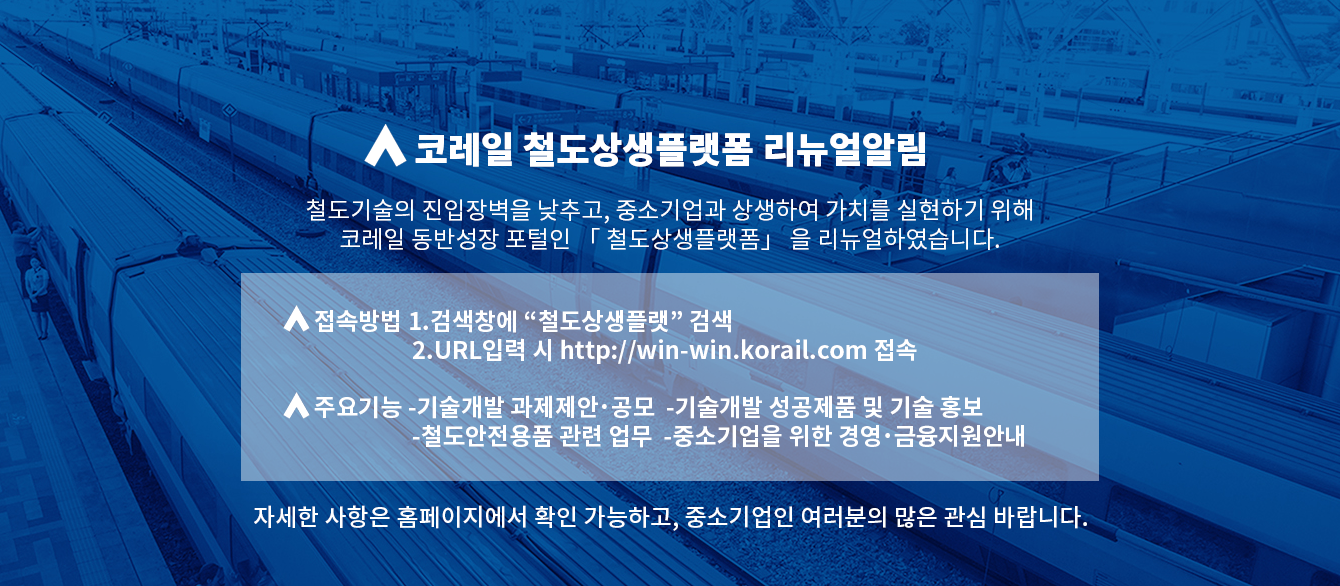 코레일 철도상생플랫폼 리뉴얼알림
철도기술의 진입장벽을 낮추고, 중소기업과 상생하여 가치를 실현하기 위해
코레일 동반성장 포털인 「 철도상생플랫폼」 을 리뉴얼하였습니다.
접속방법 1.검색창에 “철도상생플랫” 검색
2.URL입력 시 http://win-win.korail.com 접속
주요기능 -기술개발 과제제안·공모 -기술개발 성공제품 및 기술 홍보
-철도안전용품 관련 업무 -중소기업을 위한 경영·금융지원안내
자세한 사항은 홈페이지에서 확인 가능하고, 중소기업인 여러분의 많은 관심 바랍니다.